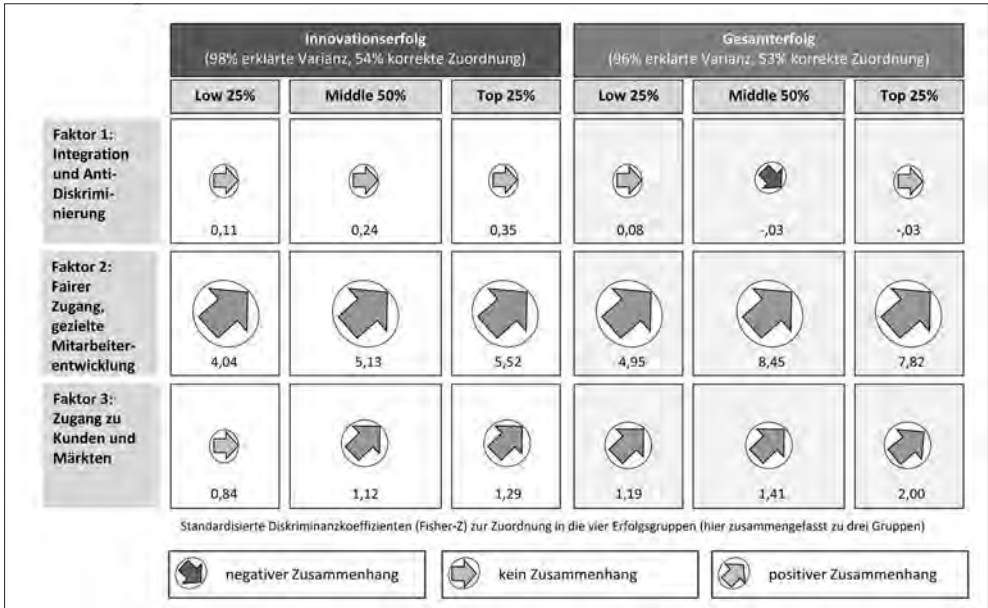 Innovationserfolg
(98% erklärte Varianz, 54% korrekte Zuordnung)
Gesamterfolg
(96% erklärte Varianz, 53% korrekte Zuordnung)
Low 25%
Middle 50%
Top 25%
Low 25%
Middle 50%
Top 25%
Faktor 1:
Integration
und Anti-
Diskrimi-
nierung
0,11
0,24
0,35
0,08
-,03
-,03
Faktor 2:
Fairer
Zugang,
gezielte
Mitarbeiter-
entwicklung
4,04
5,13
5,52
4,95
8,45
7,82
Faktor 3:
Zugang zu
Kunden und
Märkten
0,84
1,12
1,29
1,19
1,41
2,00
Standardisierte Diskriminanzkoeffizienten (Fisher-Z) zur Zuordnung in die vier Erfolgsgruppen (hier zusammengefasst zu drei Gruppen)
negativer Zusammenhang
kein Zusammenhang
positiver Zusammenhang